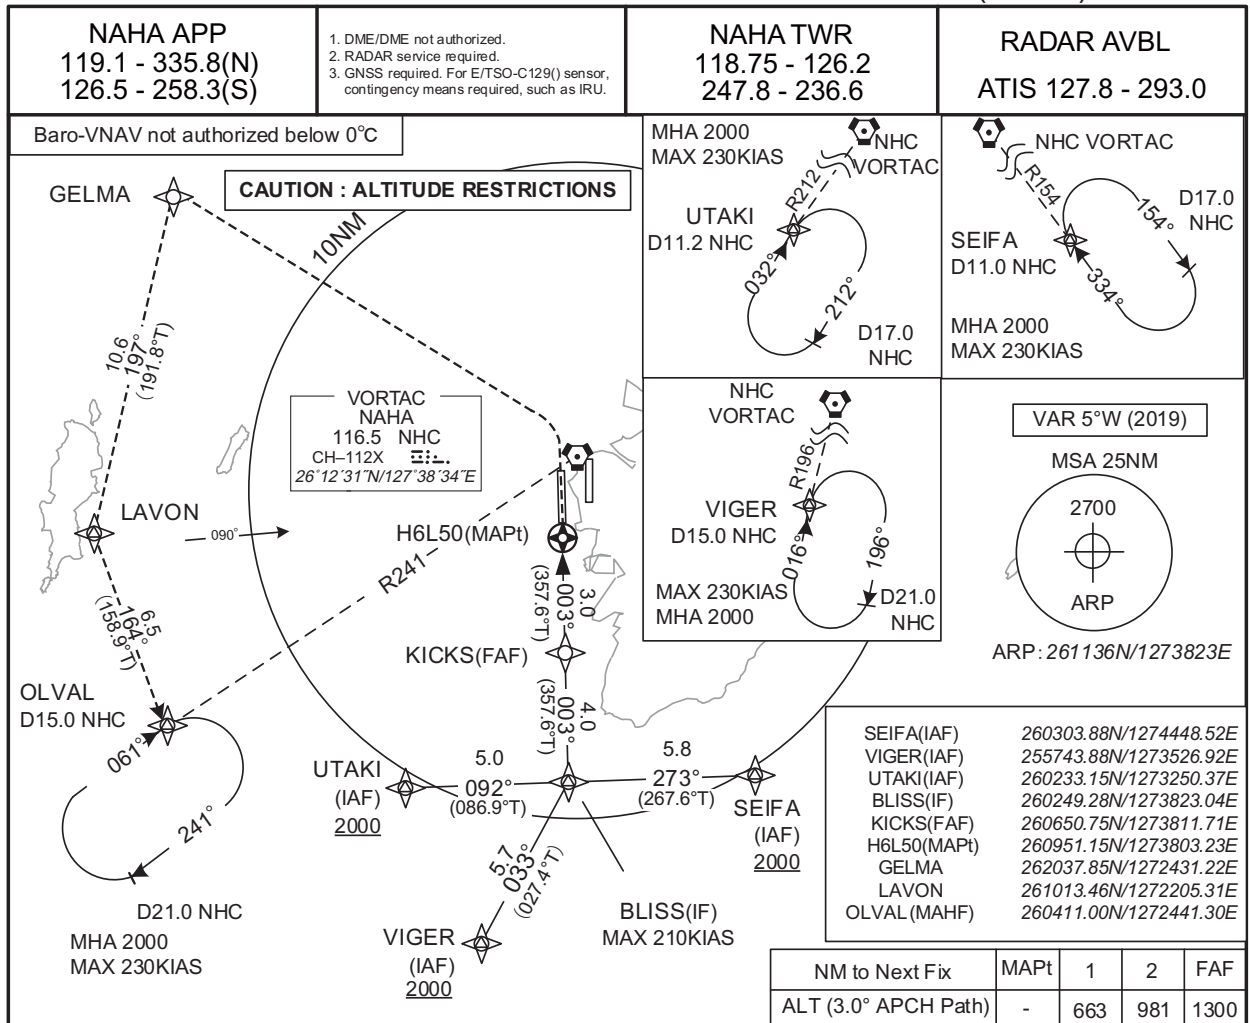 NAHA APP
119.1 - 335.8(N)
126.5 - 258.3(S)
1. DME/DME not authorized.
2. RADAR service required.
3. GNSS required. For E/TSO-C129() sensor,
contingency means required, such as IRU.
NAHA TWR
118.75 - 126.2
247.8 - 236.6
RADAR AVBL
ATIS 127.8 - 293.0
Baro-VNAV not authorized below 0°C
CAUTION : ALTITUDE RESTRICTIONS
GELMA
10NM
10.6
197°
(191.8°T)
VORTAC
NAHA
116.5 NHC
CH–112X
26°12´31˝N/127°38´34˝E
LAVON
090°
H6L50(MAPt)
R241
6.5
164°
(158.9°T)
3.0
003°
(357.6°T)
KICKS(FAF)
4.0
003°
(357.6°T)
OLVAL
D15.0 NHC
061°
241°
D21.0 NHC
MHA 2000
MAX 230KIAS
UTAKI
(IAF)
2000
5.0
092°
(086.9°T)
5.8
273°
(267.6°T)
SEIFA
(IAF)
2000
5.7
033°
(027.4°T)
VIGER
(IAF)
2000
BLISS(IF)
MAX 210KIAS
MHA 2000
MAX 230KIAS
NHC
VORTAC
R212
UTAKI
D11.2 NHC
032°
212°
D17.0
NHC
NHC VORTAC
R154
154°
D17.0
NHC
SEIFA
D11.0 NHC
334°
MHA 2000
MAX 230KIAS
NHC
VORTAC
R196
VIGER
D15.0 NHC
016°
196°
MAX 230KIAS
MHA 2000
D21.0
NHC
VAR 5°W (2019)
MSA 25NM
2700
ARP
ARP: 261136N/1273823E
SEIFA(IAF) 260303.88N/1274448.52E
VIGER(IAF) 255743.88N/1273526.92E
UTAKI(IAF) 260233.15N/1273250.37E
BLISS(IF) 260249.28N/1273823.04E
KICKS(FAF) 260650.75N/1273811.71E
H6L50(MAPt) 260951.15N/1273803.23E
GELMA 262037.85N/1272431.22E
LAVON 261013.46N/1272205.31E
OLVAL(MAHF) 260411.00N/1272441.30E
NM to Next Fix MAPt 1 2 FAF
ALT (3.0° APCH Path) - 663 981 1300